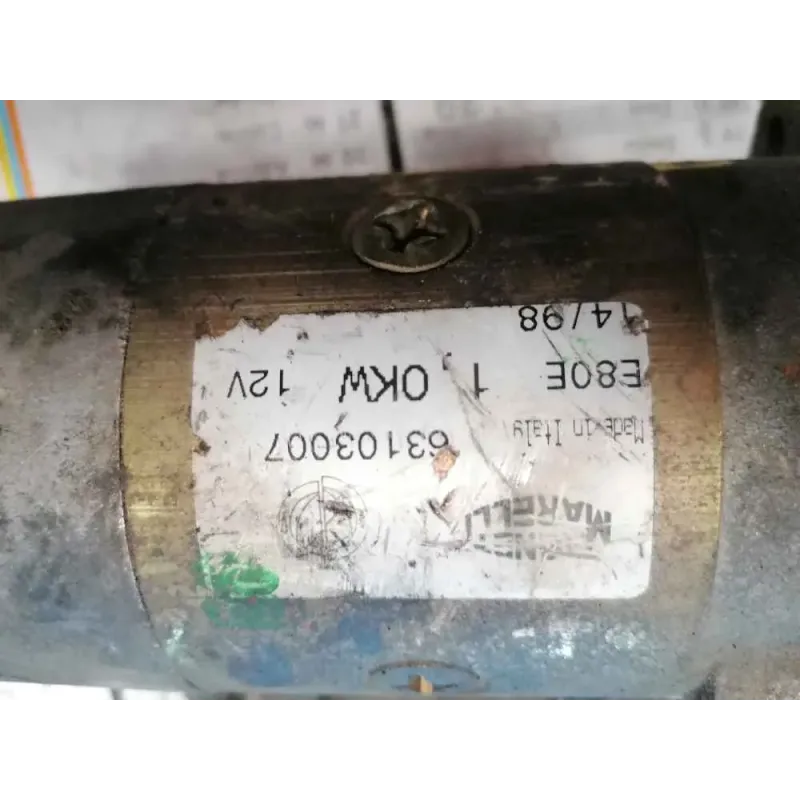 MARELLI
63103007
Made in Italy
E80E 1,0KW 12V
14/98